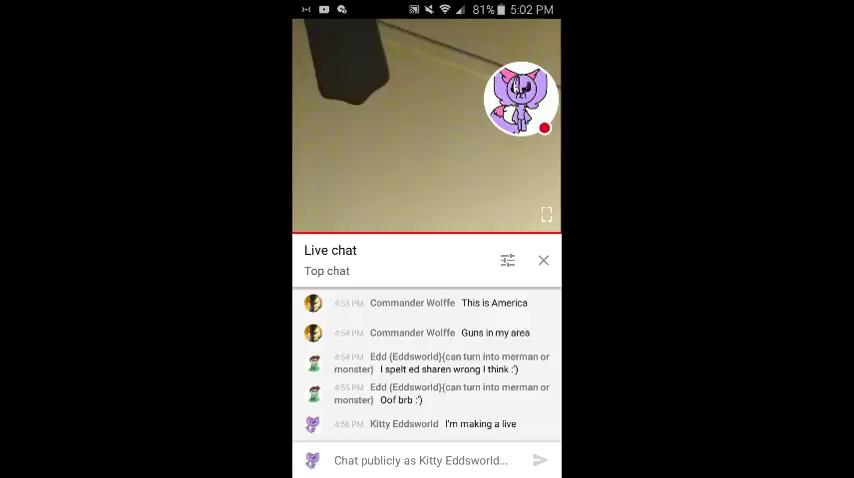 81% 5:02 PM
Live chat
Top chat
4:53 PM Commander Wolffe This is America
4:54 PM Commander Wolffe Guns in my area
4:54 PM Edd {Eddsworld}{can turn into merman or
monster} I spelt ed sharen wrong I think :')
4:55 PM Edd {Eddsworld}{can turn into merman or
monster} Oof brb :')
4:56 PM Kitty Eddsworld I'm making a live
Chat publicly as Kitty Eddsworld...